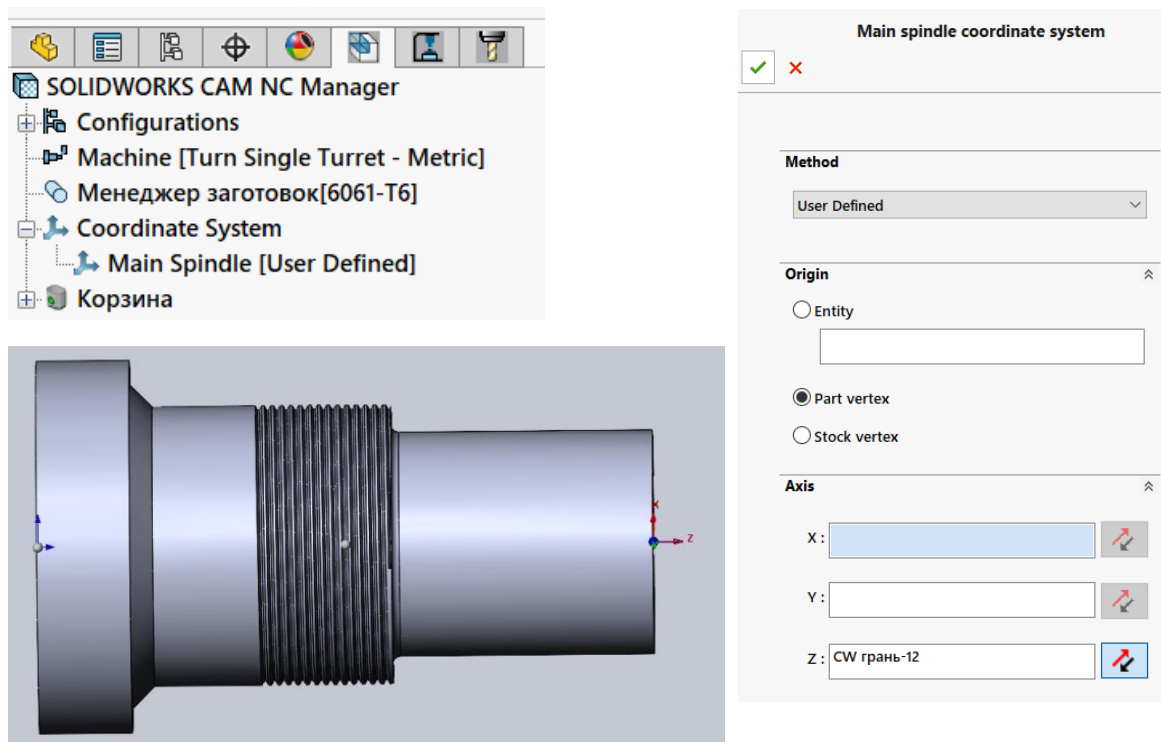 SOLIDWORKS CAM NC Manager
Configurations
Machine [Turn Single Turret - Metric]
Менеджер заготовок[6061-T6]
Coordinate System
Main Spindle [User Defined]
Корзина
X
Z
Main spindle coordinate system
Method
User Defined
Origin
Entity
Part vertex
Stock vertex
Axis
X :
Y :
Z : CW грань-12